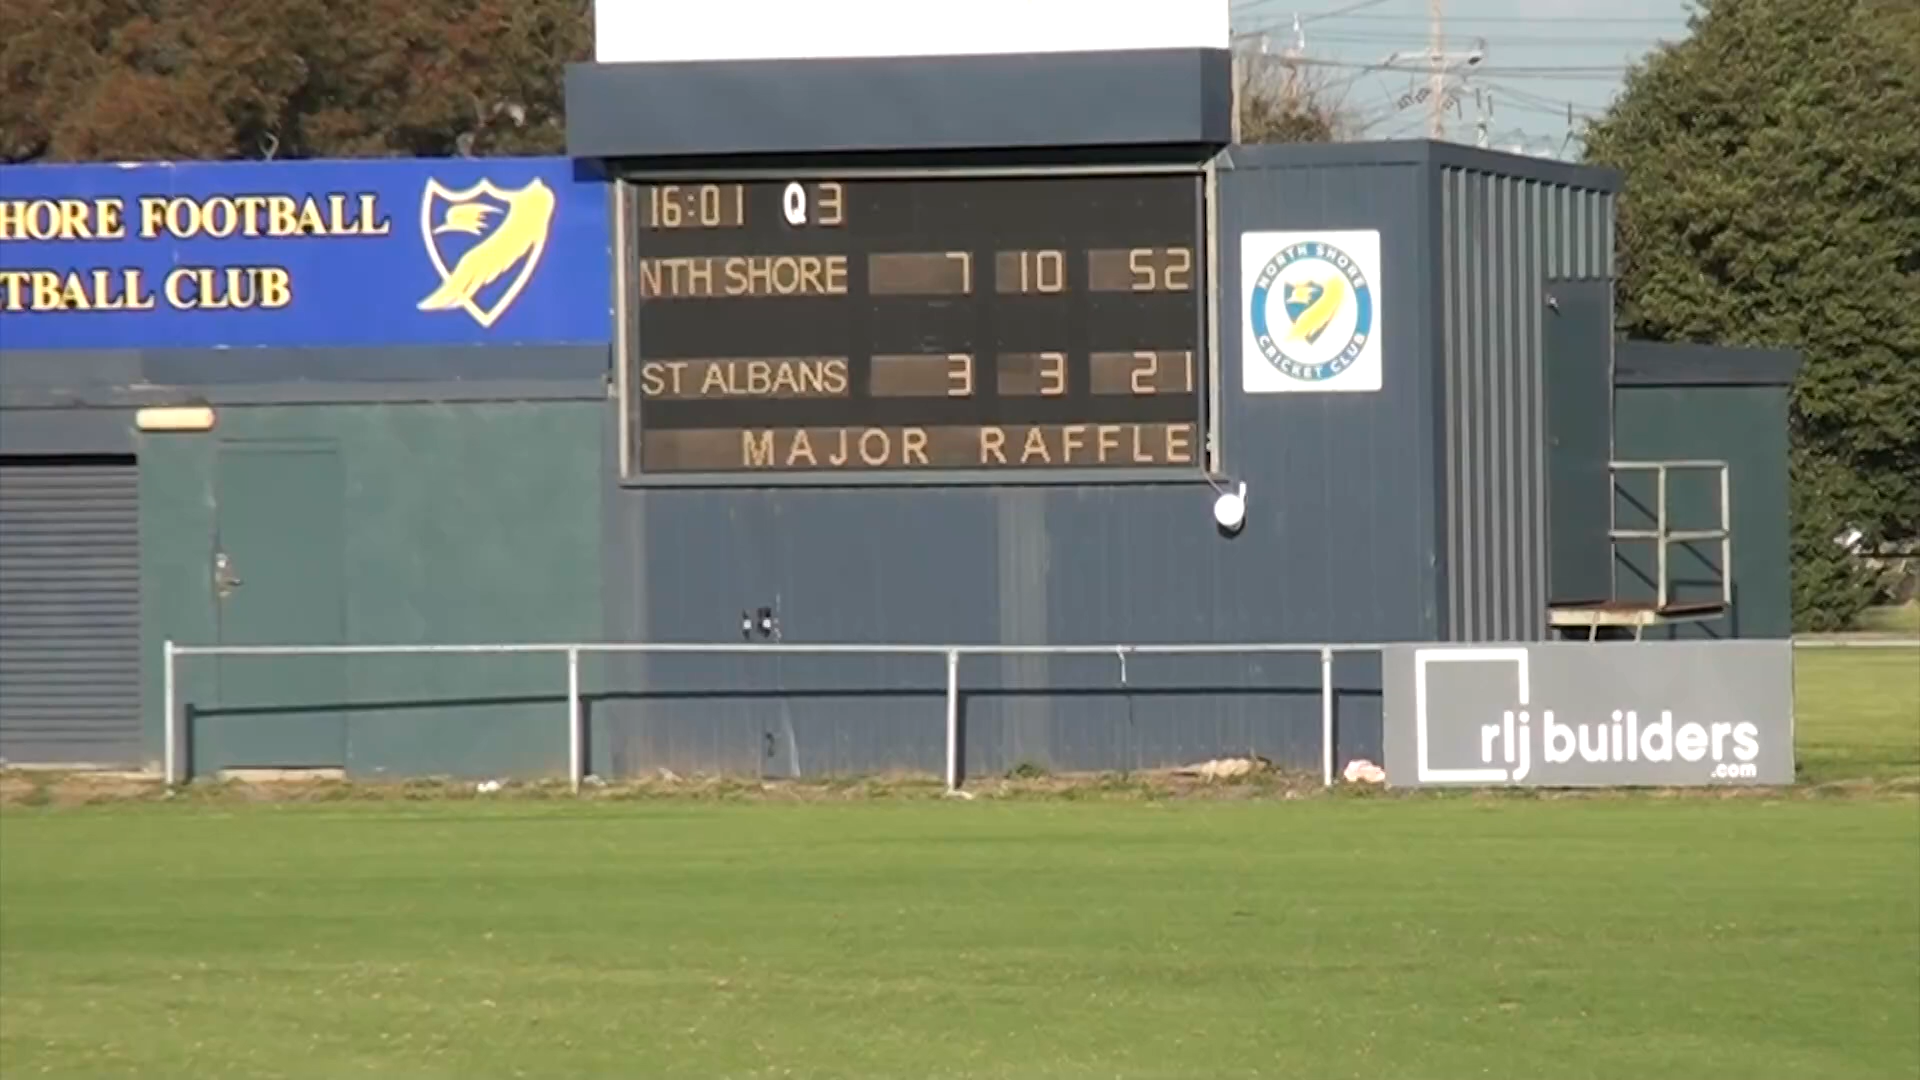 HORE FOOTBALL
TBALL CLUB
16:01 Q 3
NTH SHORE 7 10 52
ST ALBANS 3 3 21
MAJOR RAFFLE
NORTH SHORE
CRICKET CLUB
rlj builders
.com